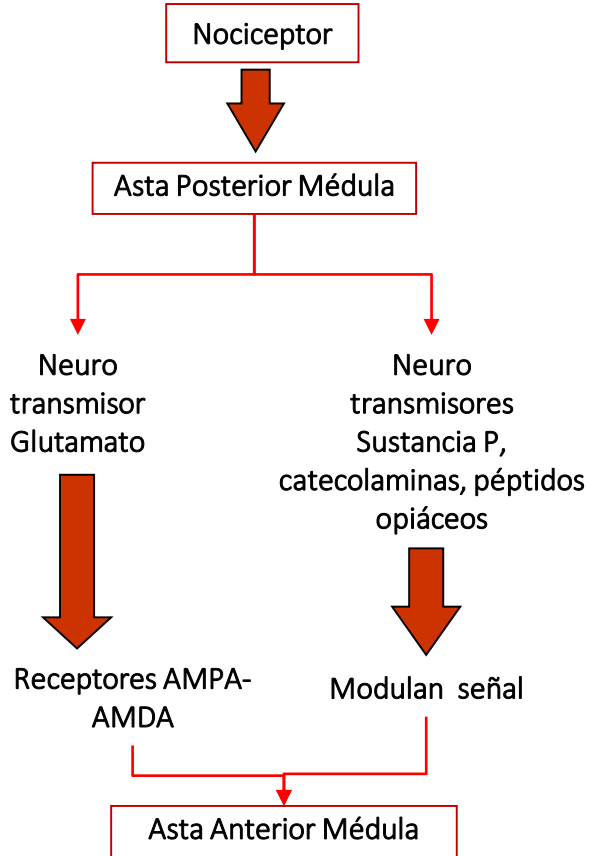 Nociceptor
Asta Posterior Médula
Neuro
transmisor
Glutamato
Neuro
transmisores
Sustancia P,
catecolaminas, péptidos
opiáceos
Receptores AMPA-
AMDA
Modulan señal
Asta Anterior Médula